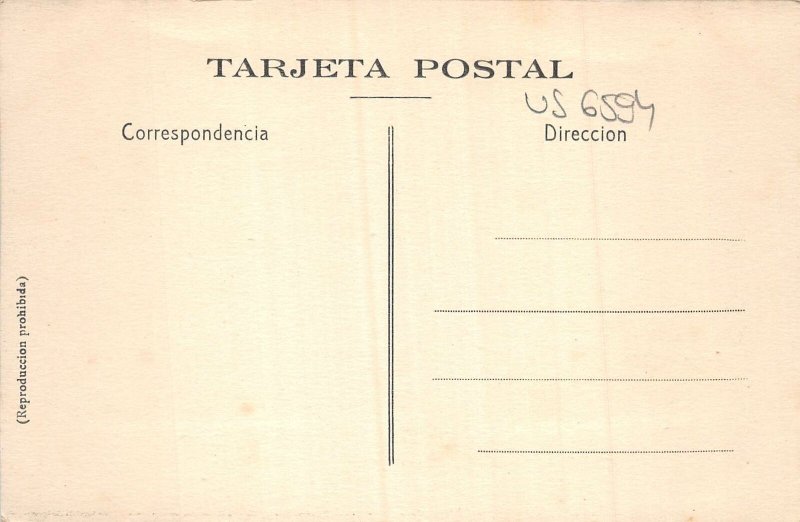 TARJETA POSTAL
US 6594
Correspondencia
Direccion
(Reproduccion prohibida)